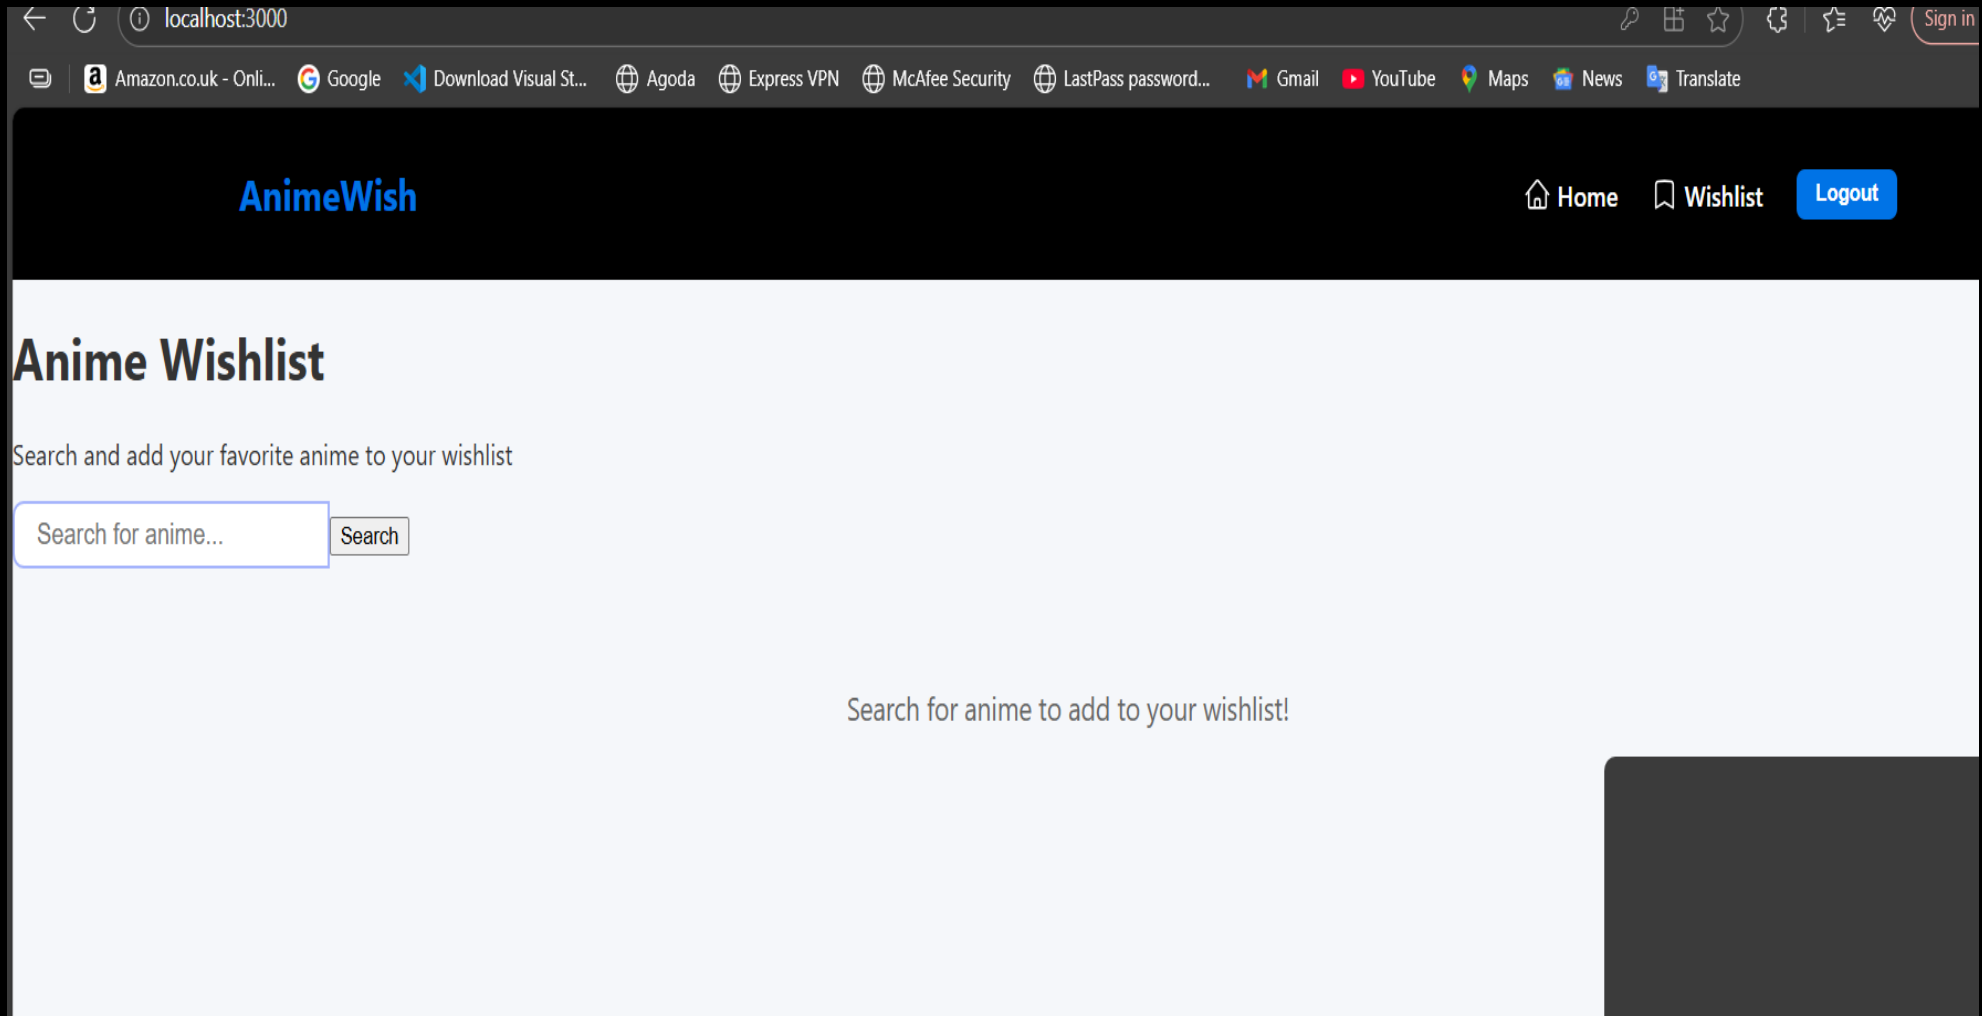 localhost:3000
Sign in
Amazon.co.uk - Onli... Google Download Visual St... Agoda Express VPN McAfee Security LastPass password... Gmail YouTube Maps News Translate
AnimeWish Home Wishlist Logout
Anime Wishlist
Search and add your favorite anime to your wishlist
Search for anime... Search
Search for anime to add to your wishlist!